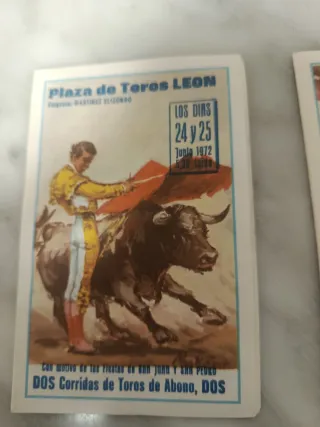 Plaza de Toros LEON
Empresa: MARTINEZ ELIZONDO
LOS DIAS
24 y 25
Junio 1972
Con motivo de las fiestas de SAN JUAN Y SAN PEDRO
DOS Corridas de Toros de Abono, DOS